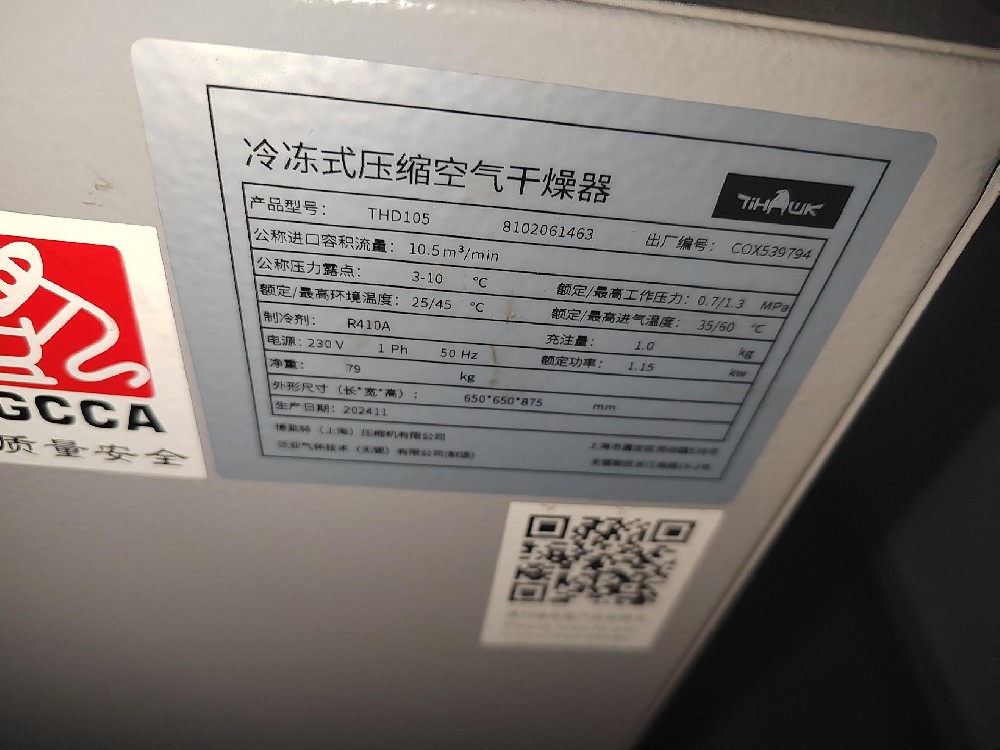 冷冻式压缩空气干燥器
TIHAUK
产品型号： THD105 8102061463 出厂编号： COX539794
公称进口容积流量： 10.5 m³/min
公称压力露点： 3-10 ℃ 额定/最高工作压力： 0.7/1.3 MPa
额定/最高环境温度： 25/45 ℃ 额定/最高进气温度： 35/60 ℃
制冷剂： R410A 充注量： 1.0 kg
电源： 230 V 1 Ph 50 Hz 额定功率： 1.15 kw
净重： 79 kg
外形尺寸（长*宽*高）： 650*650*875 mm
生产日期： 202411
（上海）压缩机有限公司
气体技术（无锡）有限公司(制造)
GCCA
质量安全